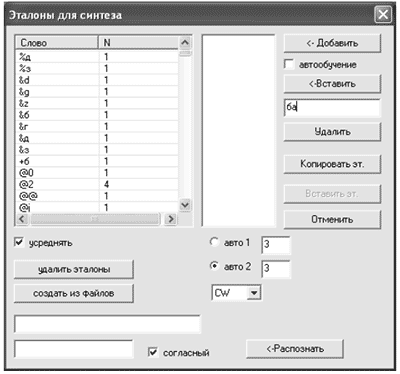 Эталоны для синтеза
Слово N
%д 1
%з 1
&d 1
&g 1
&z 1
&б 1
&г 1
&д 1
&з 1
+б 1
@0 1
@2 4
@@ 1
@i 1
<- Добавить
автообучение
<-Вставить
ба
Удалить
Копировать эт.
Вставить эт.
Отменить
усреднять
авто 1 3
удалить эталоны
авто 2 3
создать из файлов
CW
согласный
<-Распознать